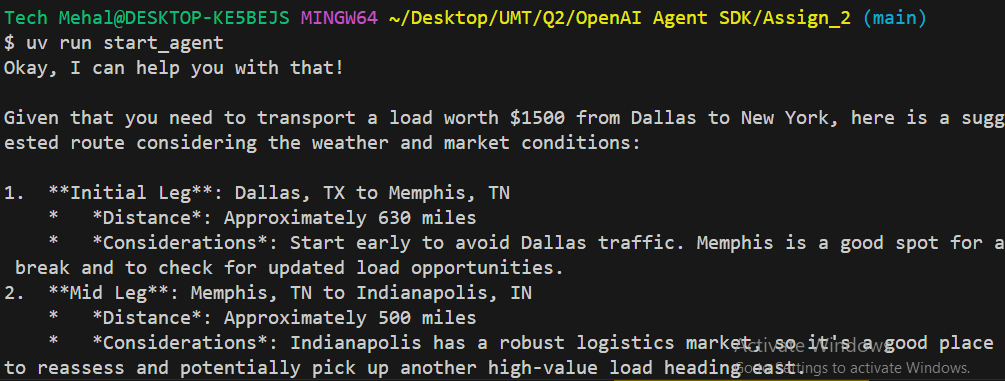 Tech Mehal@DESKTOP-KE5BEJS MINGW64 ~/Desktop/UMT/Q2/OpenAI Agent SDK/Assign_2 (main)
$ uv run start_agent
Okay, I can help you with that!
Given that you need to transport a load worth $1500 from Dallas to New York, here is a sugg
ested route considering the weather and market conditions:
1.  **Initial Leg**: Dallas, TX to Memphis, TN
    *   *Distance*: Approximately 630 miles
    *   *Considerations*: Start early to avoid Dallas traffic. Memphis is a good spot for a
 break and to check for updated load opportunities.
2.  **Mid Leg**: Memphis, TN to Indianapolis, IN
    *   *Distance*: Approximately 500 miles
    *   *Considerations*: Indianapolis has a robust logistics market, so it's a good place
to reassess and potentially pick up another high-value load heading east.
Activate Windows
Go to Settings to activate Windows.